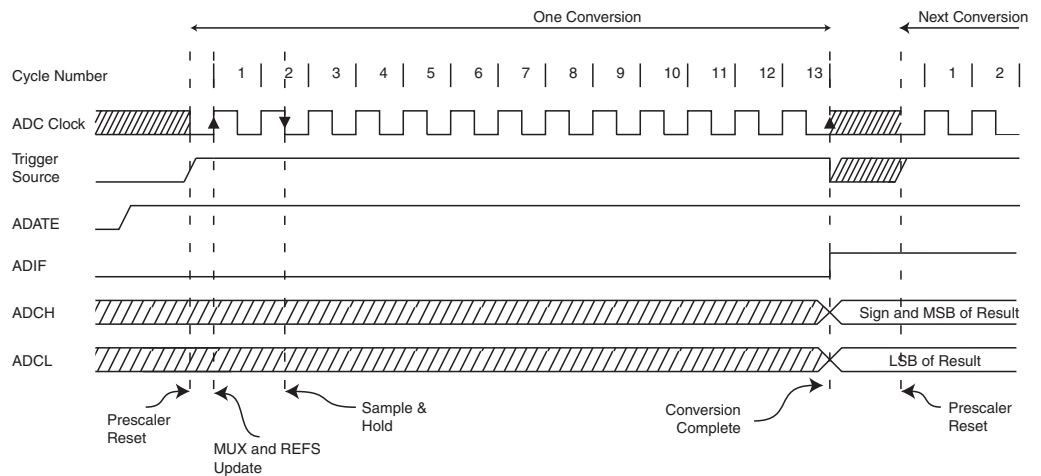 One Conversion
Next Conversion
Cycle Number
1 2 3 4 5 6 7 8 9 10 11 12 13 1 2
ADC Clock
Trigger
Source
ADATE
ADIF
ADCH
Sign and MSB of Result
ADCL
LSB of Result
Prescaler
Reset
MUX and REFS
Update
Sample &
Hold
Conversion
Complete
Prescaler
Reset